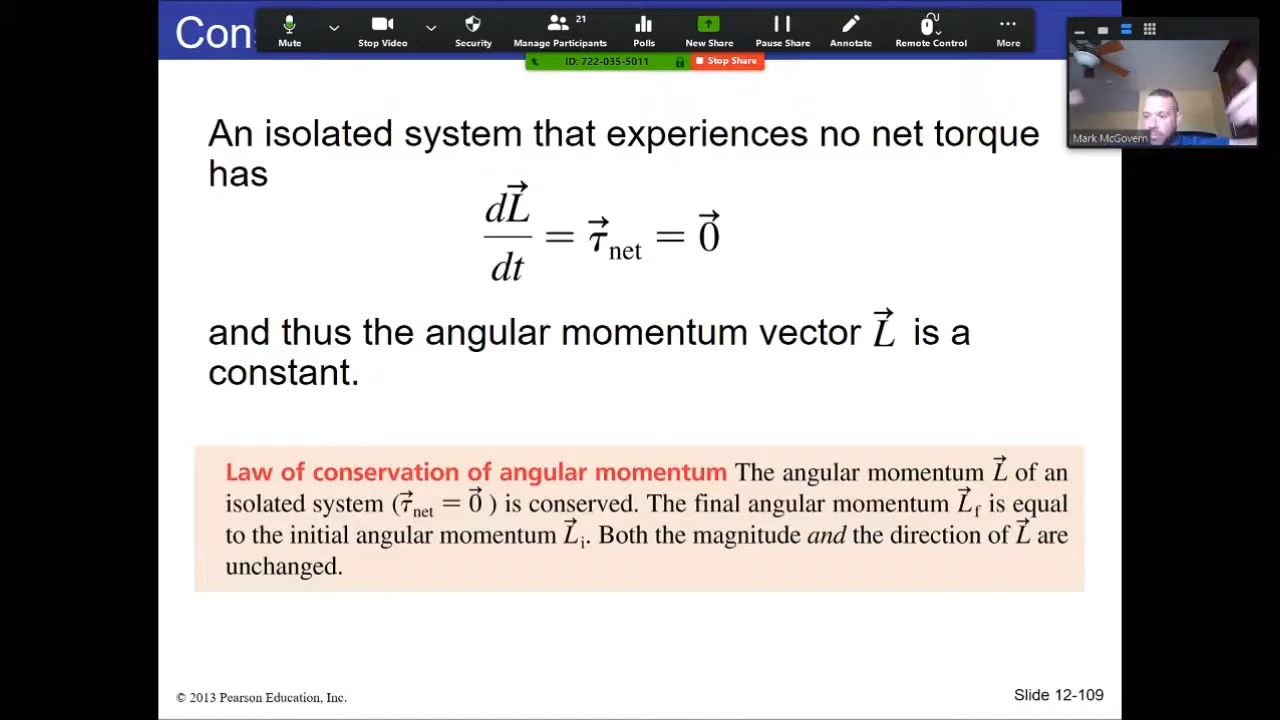 Con
Mute
Stop Video
Security
Manage Participants
21
Polls
New Share
Pause Share
Annotate
Remote Control
More
ID: 722-035-5011
Stop Share
Mark McGovern
An isolated system that experiences no net torque
has
dL⃗/dt = τ⃗net = 0⃗
and thus the angular momentum vector L⃗ is a
constant.
Law of conservation of angular momentum The angular momentum L⃗ of an
isolated system (τ⃗net = 0⃗ ) is conserved. The final angular momentum L⃗f is equal
to the initial angular momentum L⃗i. Both the magnitude and the direction of L⃗ are
unchanged.
© 2013 Pearson Education, Inc.
Slide 12-109